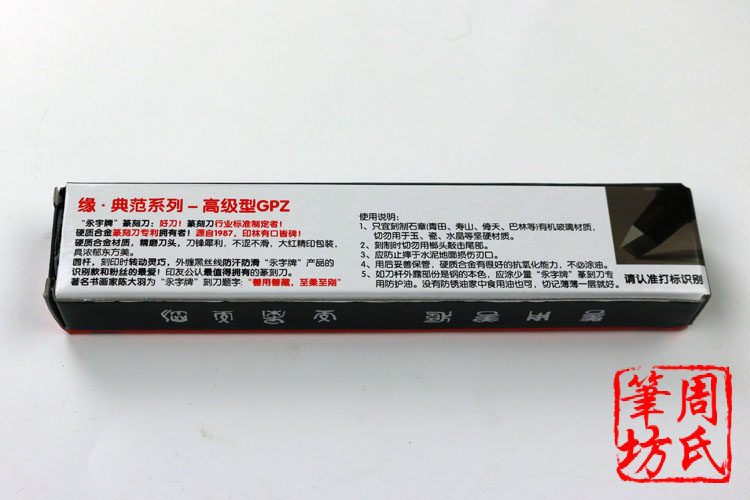 缘·典范系列－高级型GPZ
"永字牌"篆刻刀：好刀！篆刻刀行业标准制定者！
硬质合金篆刻刀专利拥有者！源自1987，印林有口皆碑！
硬质合金材质，精磨刀头，刀锋犀利，不涩不滑，大红精印包装，
具浓郁东方美。
圆杆，刻印时转动灵巧，外缠黑丝线防汗防滑"永字牌"产品的
识别款和粉丝的最爱！印友公认最值得拥有的篆刻刀。
著名书画家陈大羽为"永字牌"刻刀题字："善用善藏，至柔至刚"
使用说明：
1、只宜刻制石章(青田、寿山、倚天、巴林等)有机玻璃材质，
切勿用于玉、瓷、水晶等坚硬材质。
2、刻制时切勿用榔头敲击尾部。
3、应防止摔于水泥地面损伤刃口。
4、用后妥善保管，硬质合金有很好的抗氧化能力，不必涂油。
5、如刀杆外露部份是钢的本色，应涂少量"永字牌"篆刻刀专
用防护油。没有防锈油家中食用油也可，切记薄薄一层就好。
请认准打标识别
周氏
筆坊